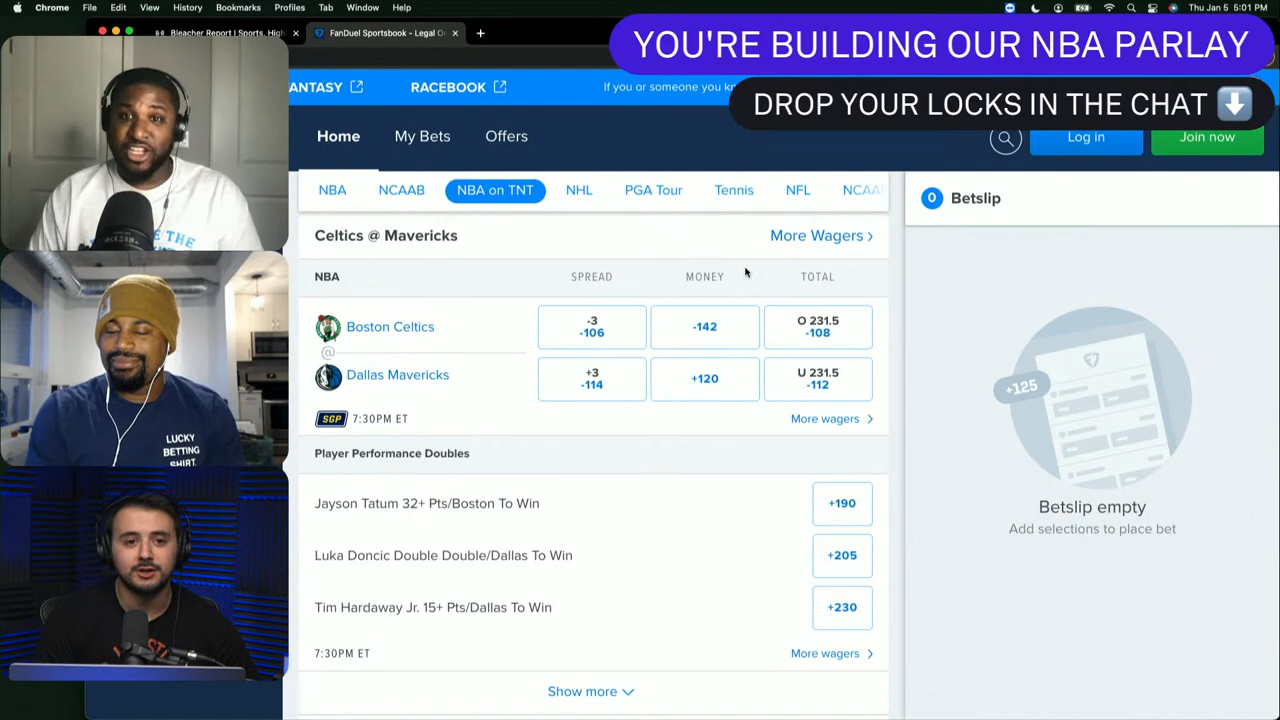 Chrome File Edit View History Bookmarks Profiles Tab Window Help
Thu Jan 5 5:01 PM
Bleacher Report | Sports, High
FanDuel Sportsbook - Legal On
YOU'RE BUILDING OUR NBA PARLAY
DROP YOUR LOCKS IN THE CHAT
FANTASY RACEBOOK If you or someone you kn
Home My Bets Offers
Log in Join now
NBA NCAAB NBA on TNT NHL PGA Tour Tennis NFL NCAAF
0 Betslip
Celtics @ Mavericks More Wagers >
NBA SPREAD MONEY TOTAL
Boston Celtics -3 -106 -142 O 231.5 -108
@
Dallas Mavericks +3 -114 +120 U 231.5 -112
SGP 7:30PM ET More wagers >
Player Performance Doubles
Jayson Tatum 32+ Pts/Boston To Win +190
Luka Doncic Double Double/Dallas To Win +205
Tim Hardaway Jr. 15+ Pts/Dallas To Win +230
7:30PM ET More wagers >
Show more
+125
Betslip empty
Add selections to place bet
LUCKY
BETTING
SHIRT.